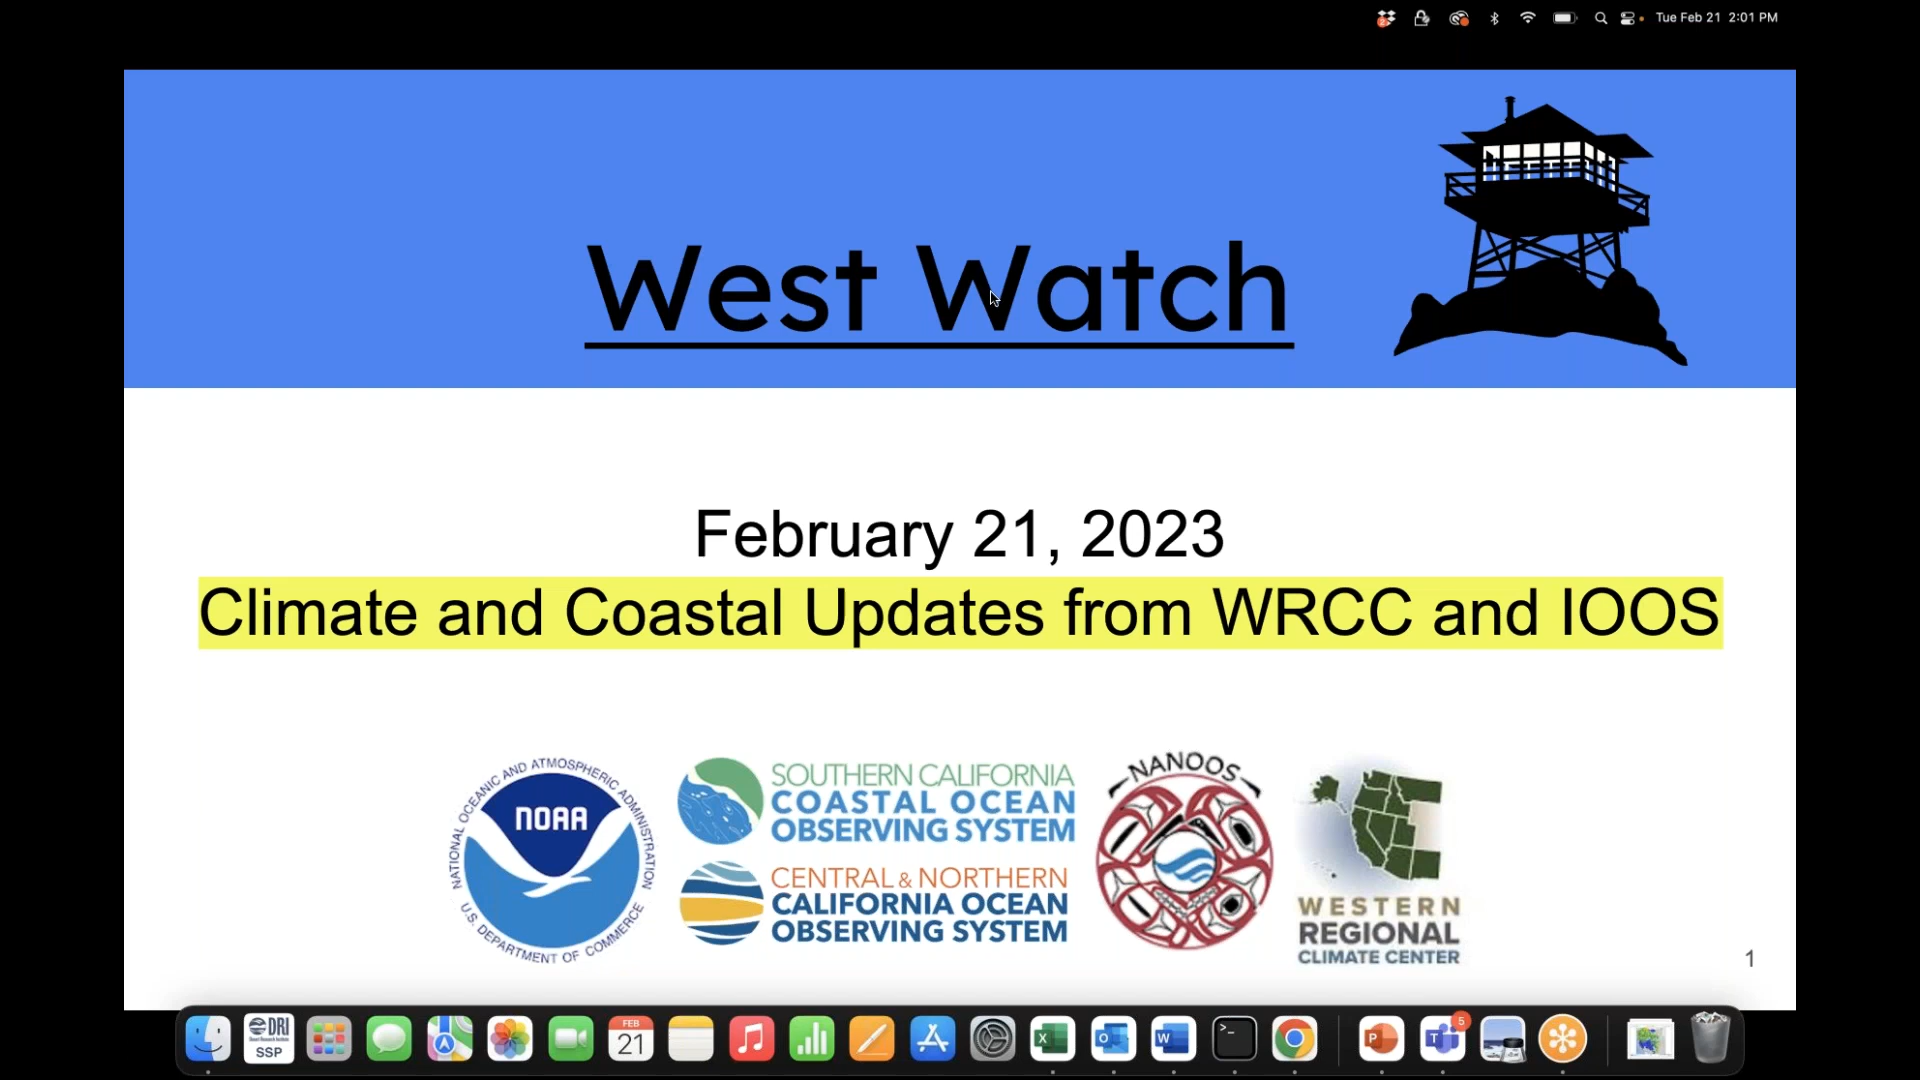 Tue Feb 21 2:01 PM
West Watch
February 21, 2023
Climate and Coastal Updates from WRCC and IOOS
NATIONAL OCEANIC AND ATMOSPHERIC ADMINISTRATION
NOAA
U.S. DEPARTMENT OF COMMERCE
SOUTHERN CALIFORNIA
COASTAL OCEAN
OBSERVING SYSTEM
CENTRAL & NORTHERN
CALIFORNIA OCEAN
OBSERVING SYSTEM
NANOOS
WESTERN
REGIONAL
CLIMATE CENTER
1
DRI
SSP
FEB
21
5